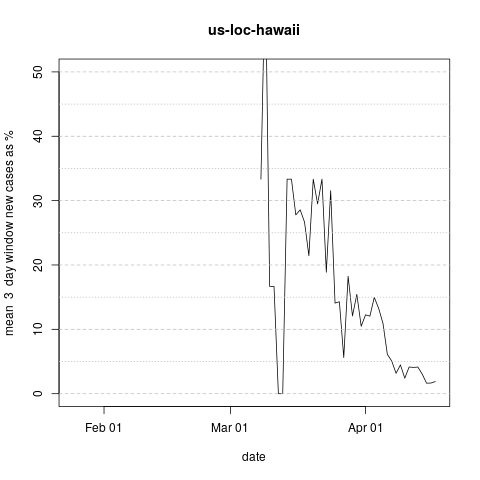 us-loc-hawaii
mean  3  day window new cases as %
50
40
30
20
10
0
Feb 01
Mar 01
Apr 01
date